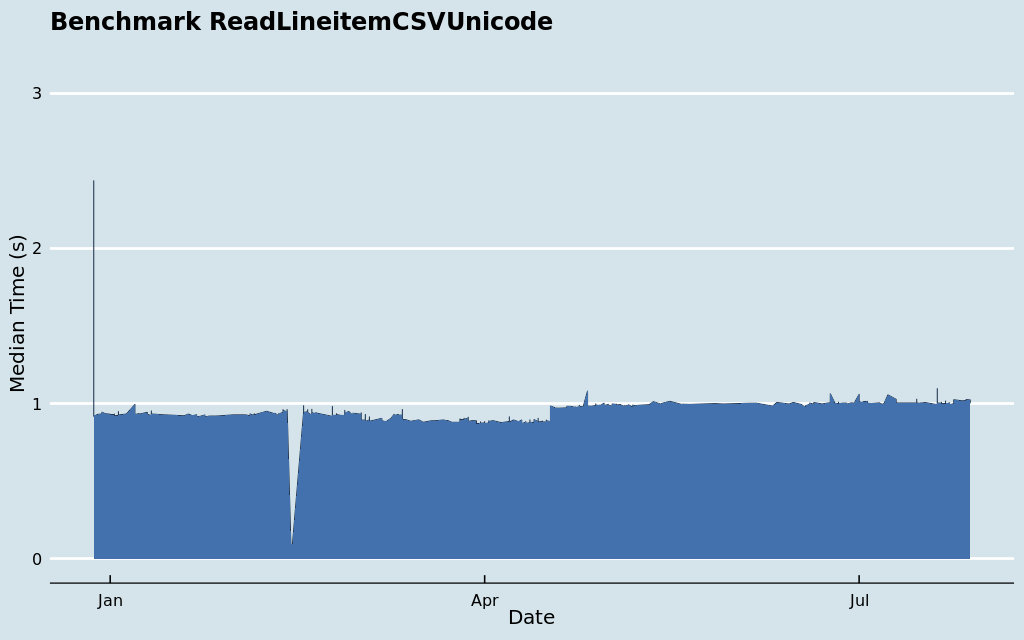 Benchmark ReadLineitemCSVUnicode
Median Time (s)
3
2
1
0
Jan
Apr
Jul
Date